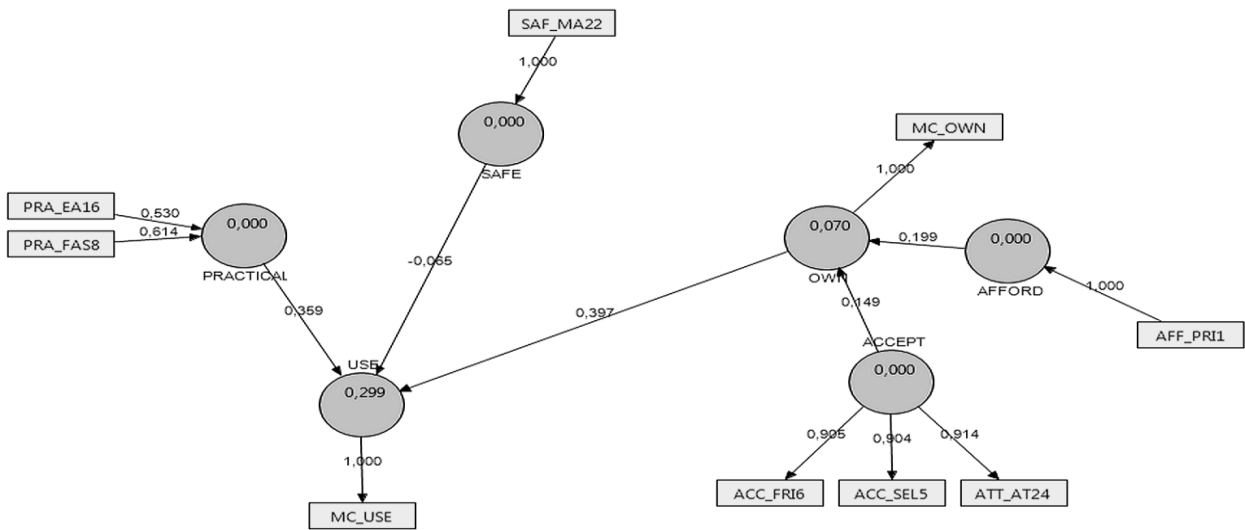 SAF_MA22
1,000
0,000
SAFE
MC_OWN
1,000
PRA_EA16
0,530
PRA_FAS8
0,614
0,000
PRACTICAL
-0,065
0,070
OWN
0,199
0,000
AFFORD
1,000
AFF_PRI1
0,359
0,397
0,149
ACCEPT
0,000
USE
0,299
0,905
0,904
0,914
1,000
ACC_FRI6
ACC_SEL5
ATT_AT24
MC_USE